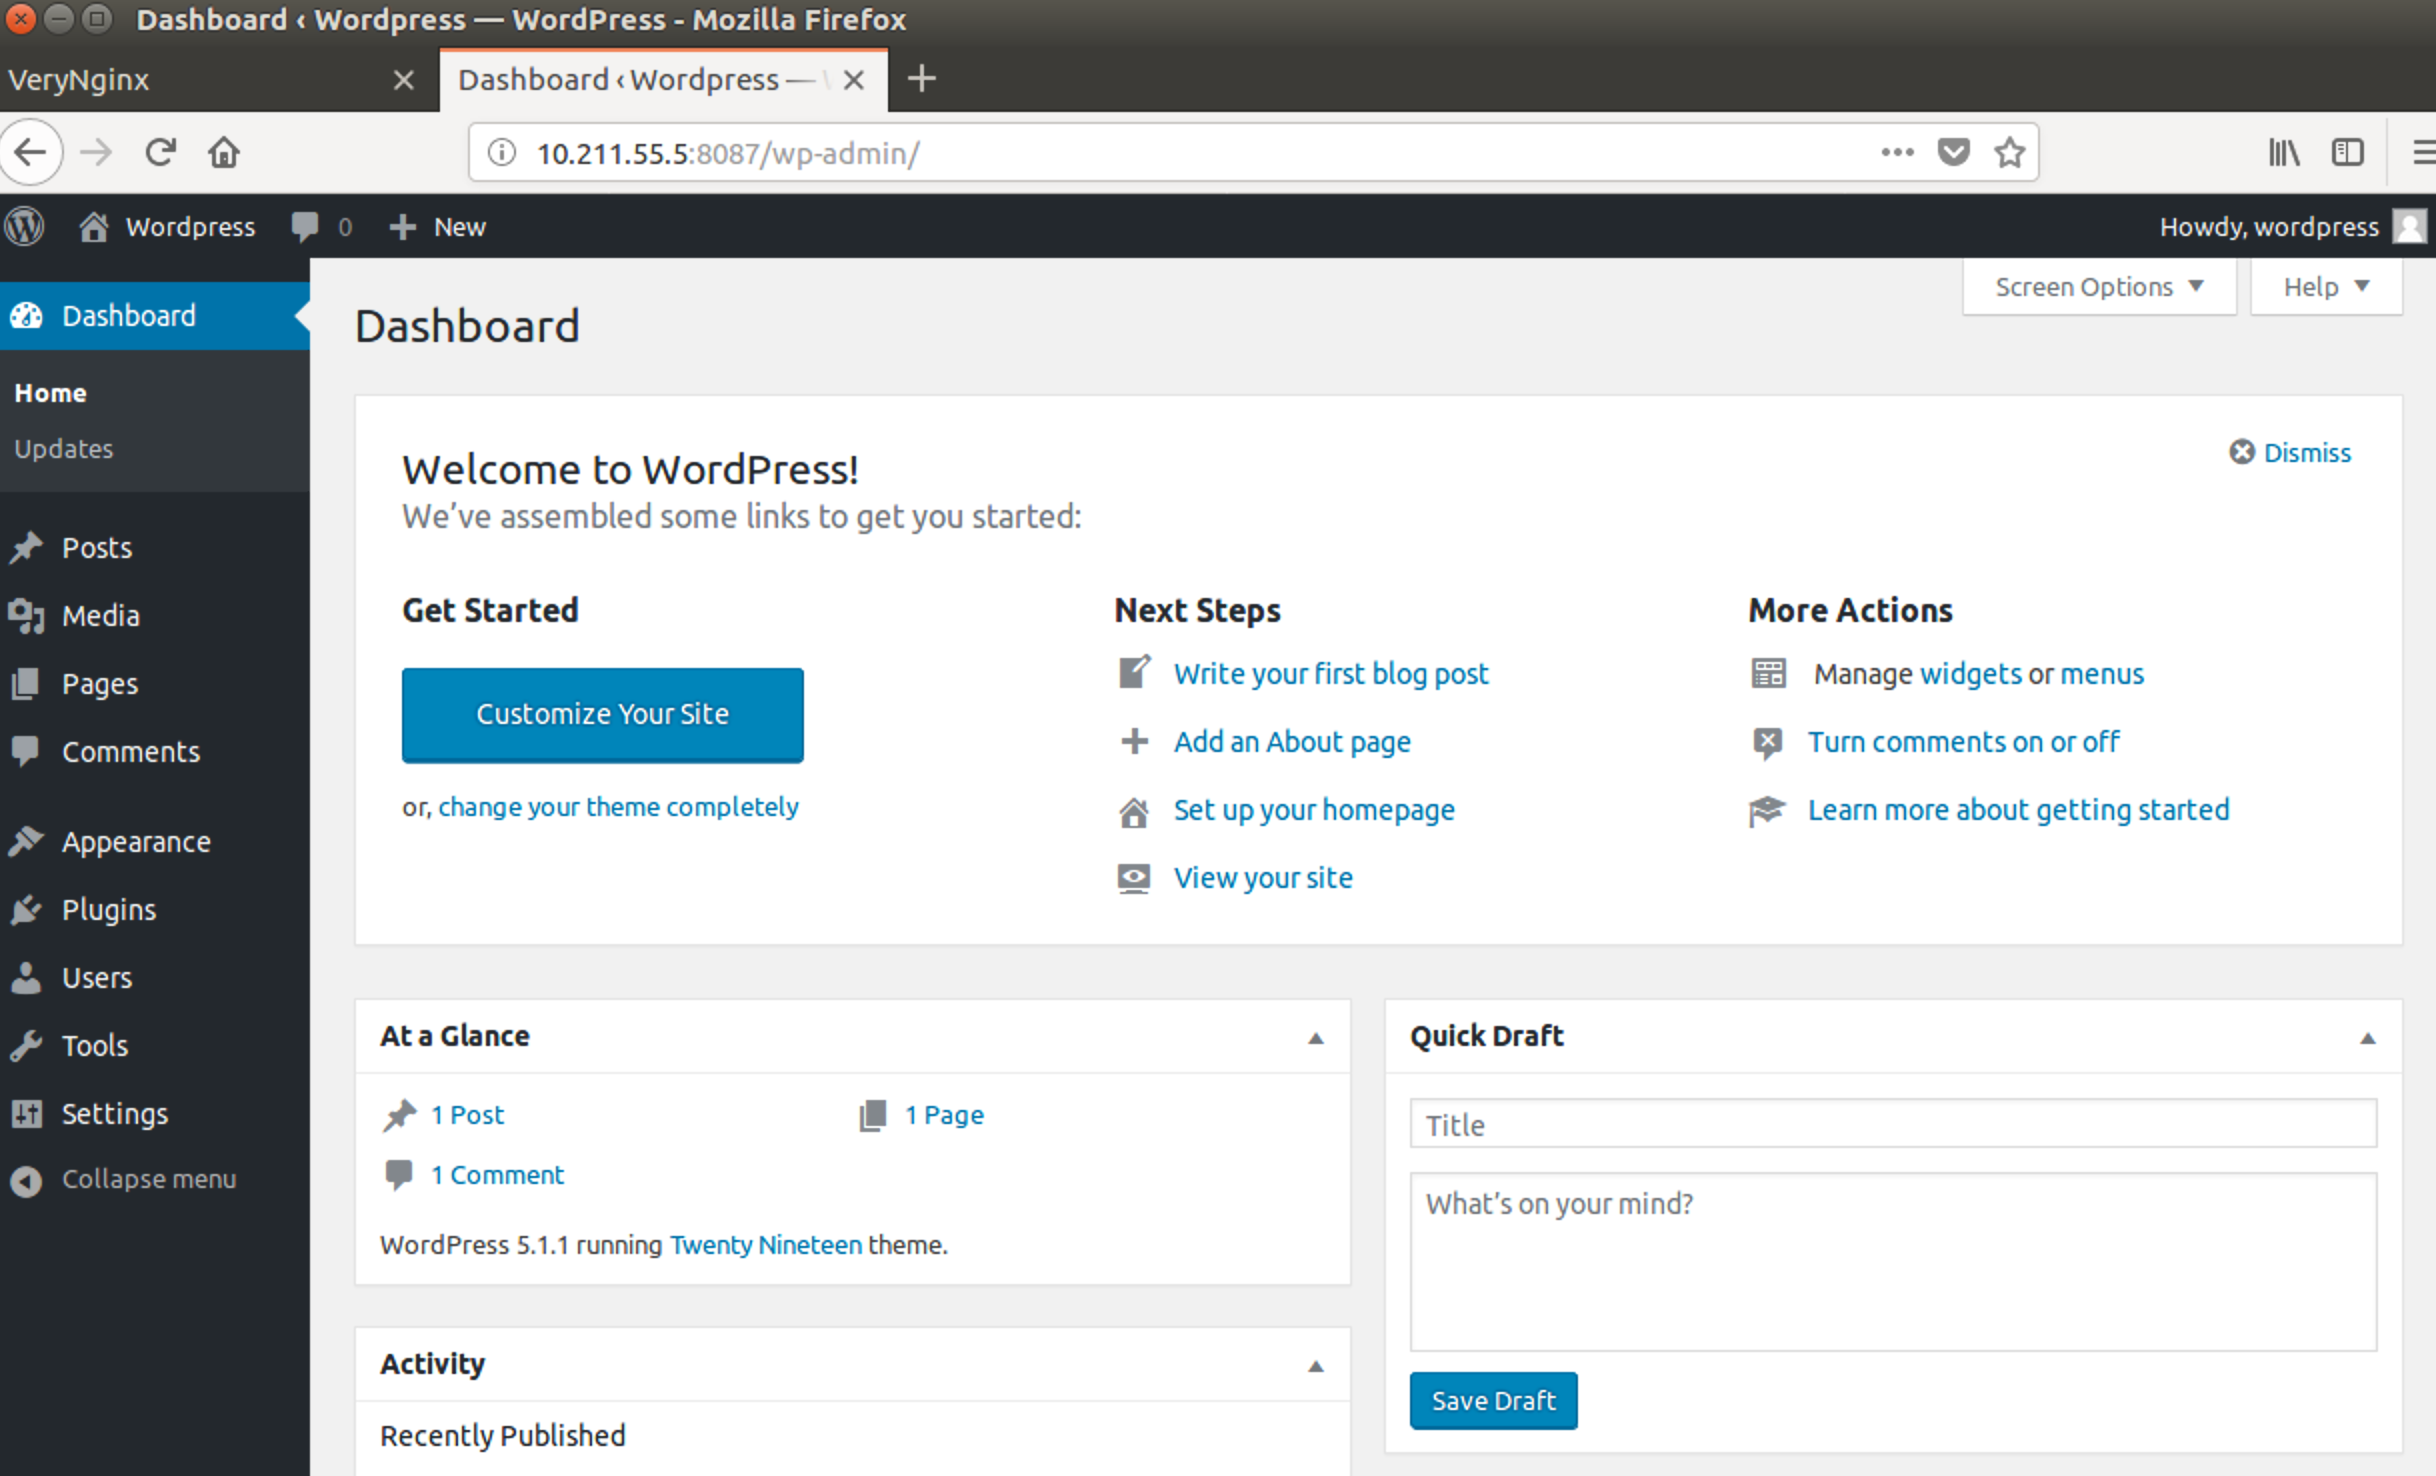 Dashboard ‹ Wordpress — WordPress - Mozilla Firefox
VeryNginx
Dashboard ‹ Wordpress —
10.211.55.5:8087/wp-admin/
Wordpress 0 New
Howdy, wordpress
Dashboard
Home
Updates
Posts
Media
Pages
Comments
Appearance
Plugins
Users
Tools
Settings
Collapse menu
Screen Options
Help
Dashboard
Dismiss
Welcome to WordPress!
We’ve assembled some links to get you started:
Get Started
Customize Your Site
or, change your theme completely
Next Steps
Write your first blog post
Add an About page
Set up your homepage
View your site
More Actions
Manage widgets or menus
Turn comments on or off
Learn more about getting started
At a Glance
1 Post
1 Page
1 Comment
WordPress 5.1.1 running Twenty Nineteen theme.
Activity
Recently Published
Quick Draft
Title
What’s on your mind?
Save Draft